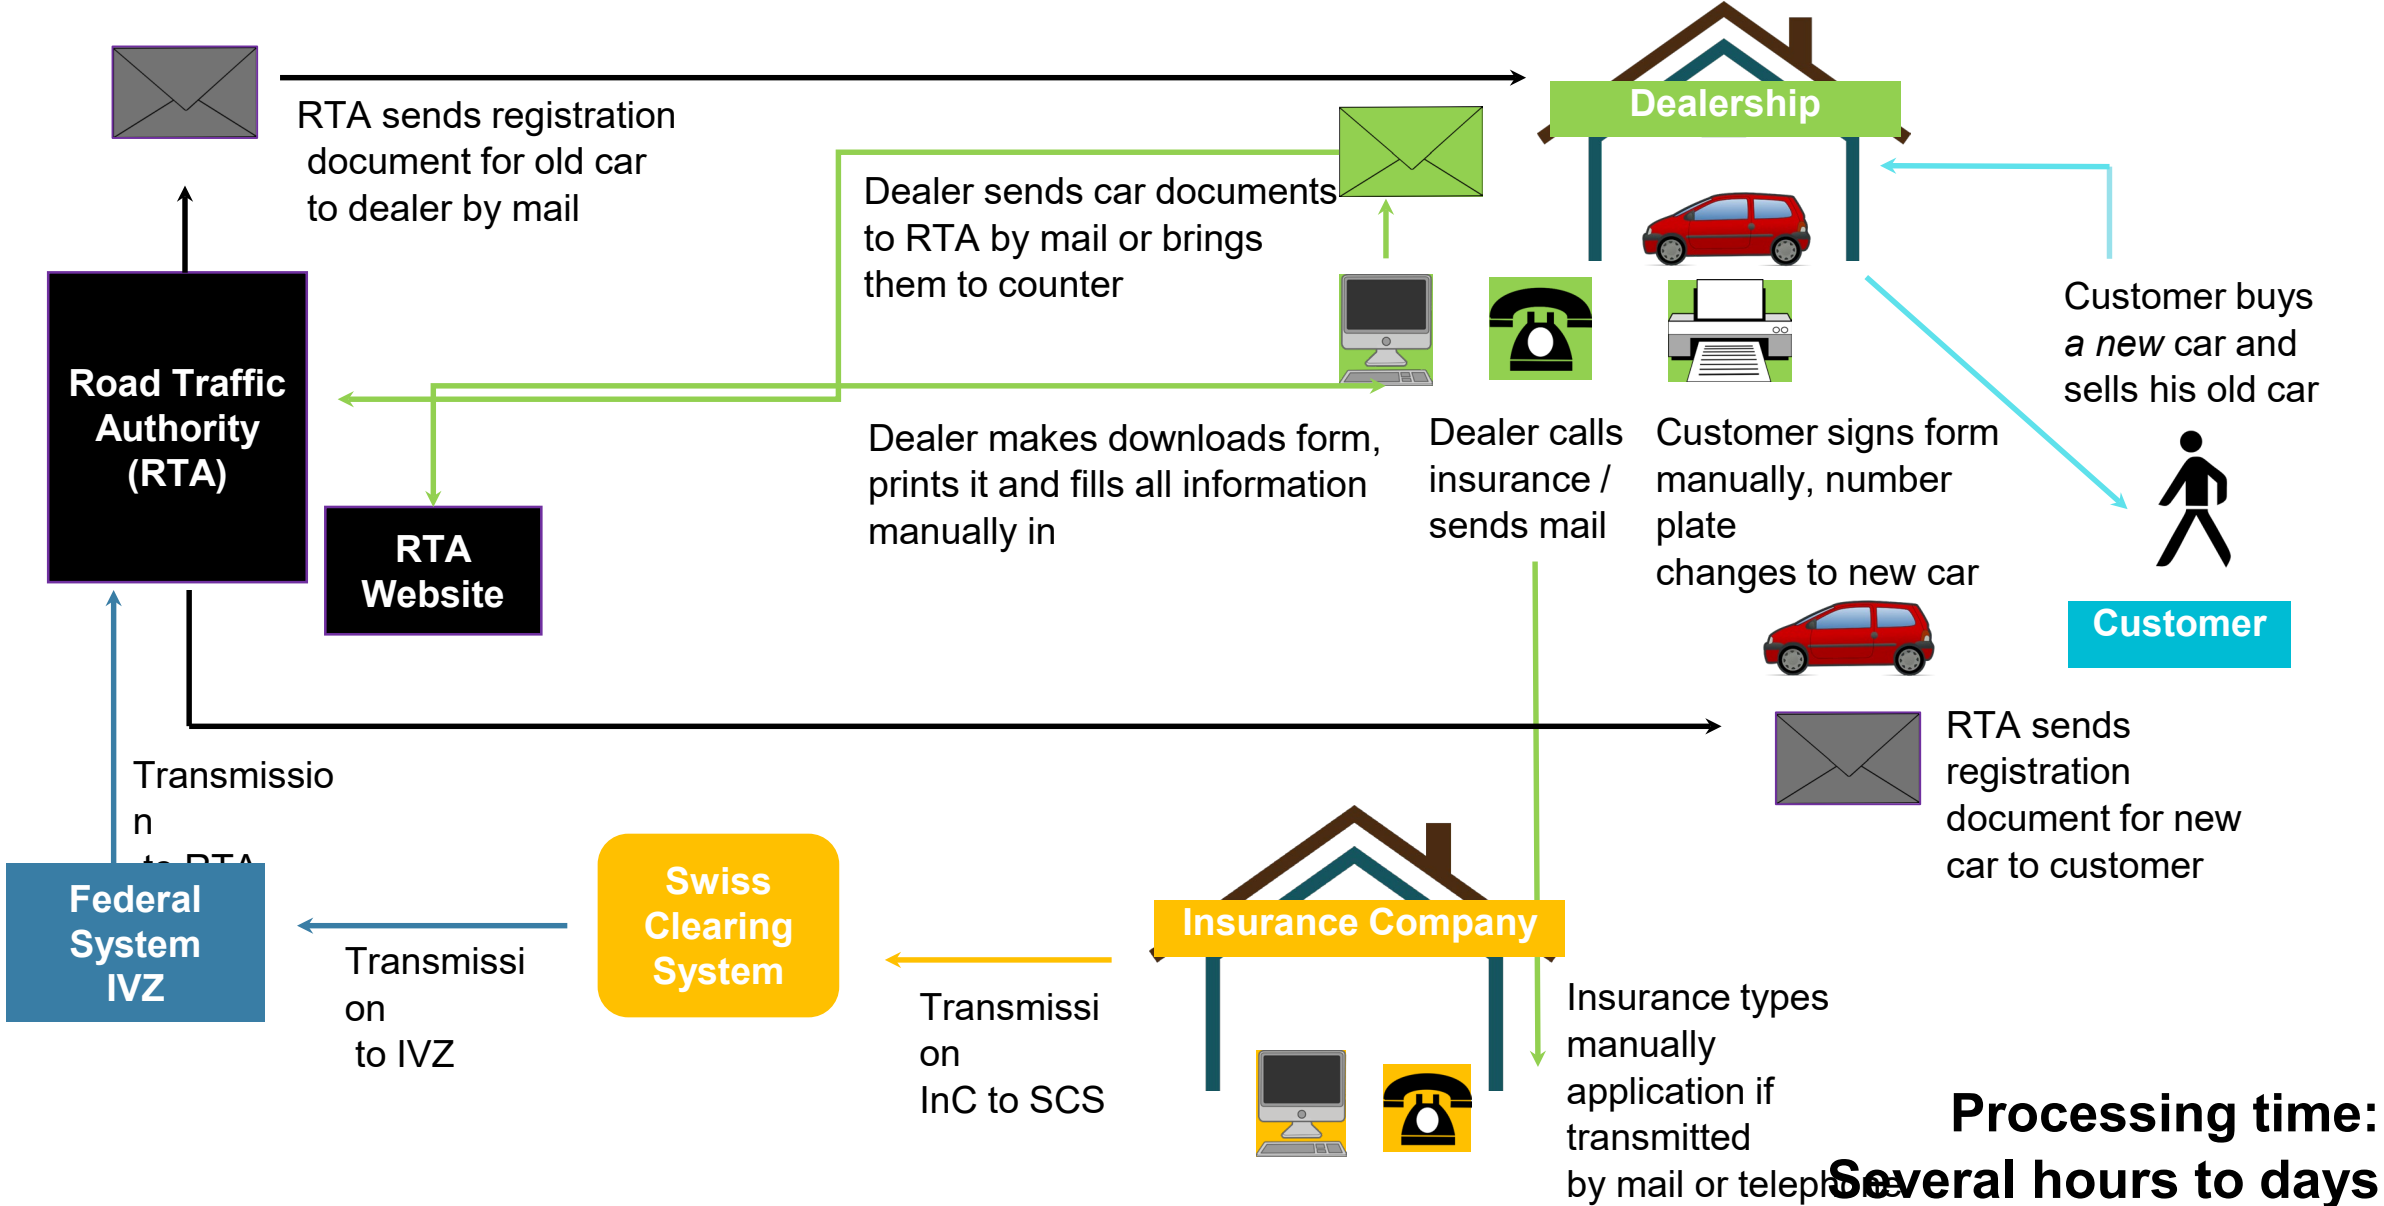 Dealership
RTA sends registration
document for old car
to dealer by mail
Dealer sends car documents
to RTA by mail or brings
them to counter
Customer buys
a new car and
sells his old car
Road Traffic
Authority
(RTA)
Dealer makes downloads form,
prints it and fills all information
manually in
Dealer calls
insurance /
sends mail
Customer signs form
manually, number
plate
changes to new car
RTA
Website
Customer
RTA sends
registration
document for new
car to customer
Transmissio
n
to RTA
Federal
System
IVZ
Transmissi
on
to IVZ
Swiss
Clearing
System
Transmissi
on
InC to SCS
Insurance Company
Insurance types
manually
application if
transmitted
by mail or telephone
Processing time:
Several hours to days